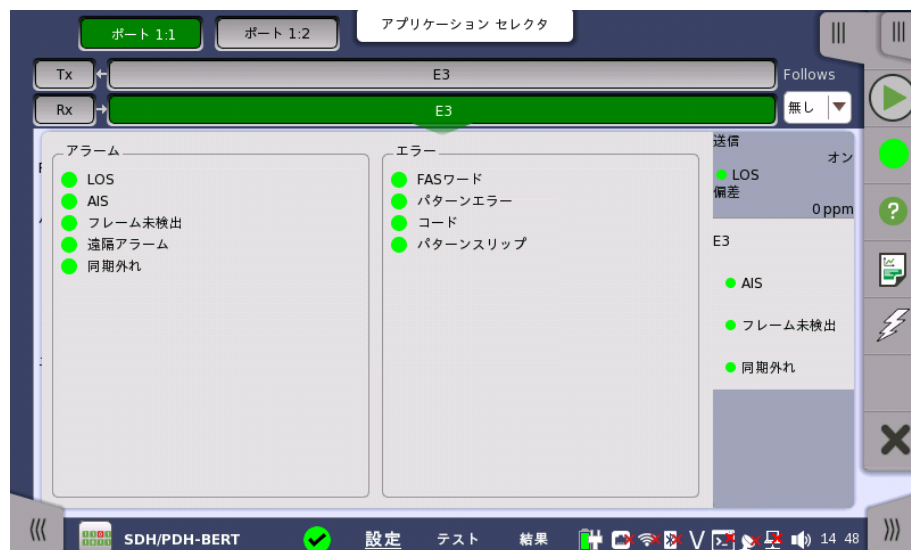 アプリケーション セレクタ
ポート 1:1
ポート 1:2
Tx
E3
Follows
Rx
E3
無し
アラーム
LOS
AIS
フレーム未検出
遠隔アラーム
同期外れ
エラー
FASワード
パターンエラー
コード
パターンスリップ
送信
オン
LOS
偏差
0 ppm
E3
AIS
フレーム未検出
同期外れ
SDH/PDH-BERT
設定
テスト
結果
14 48